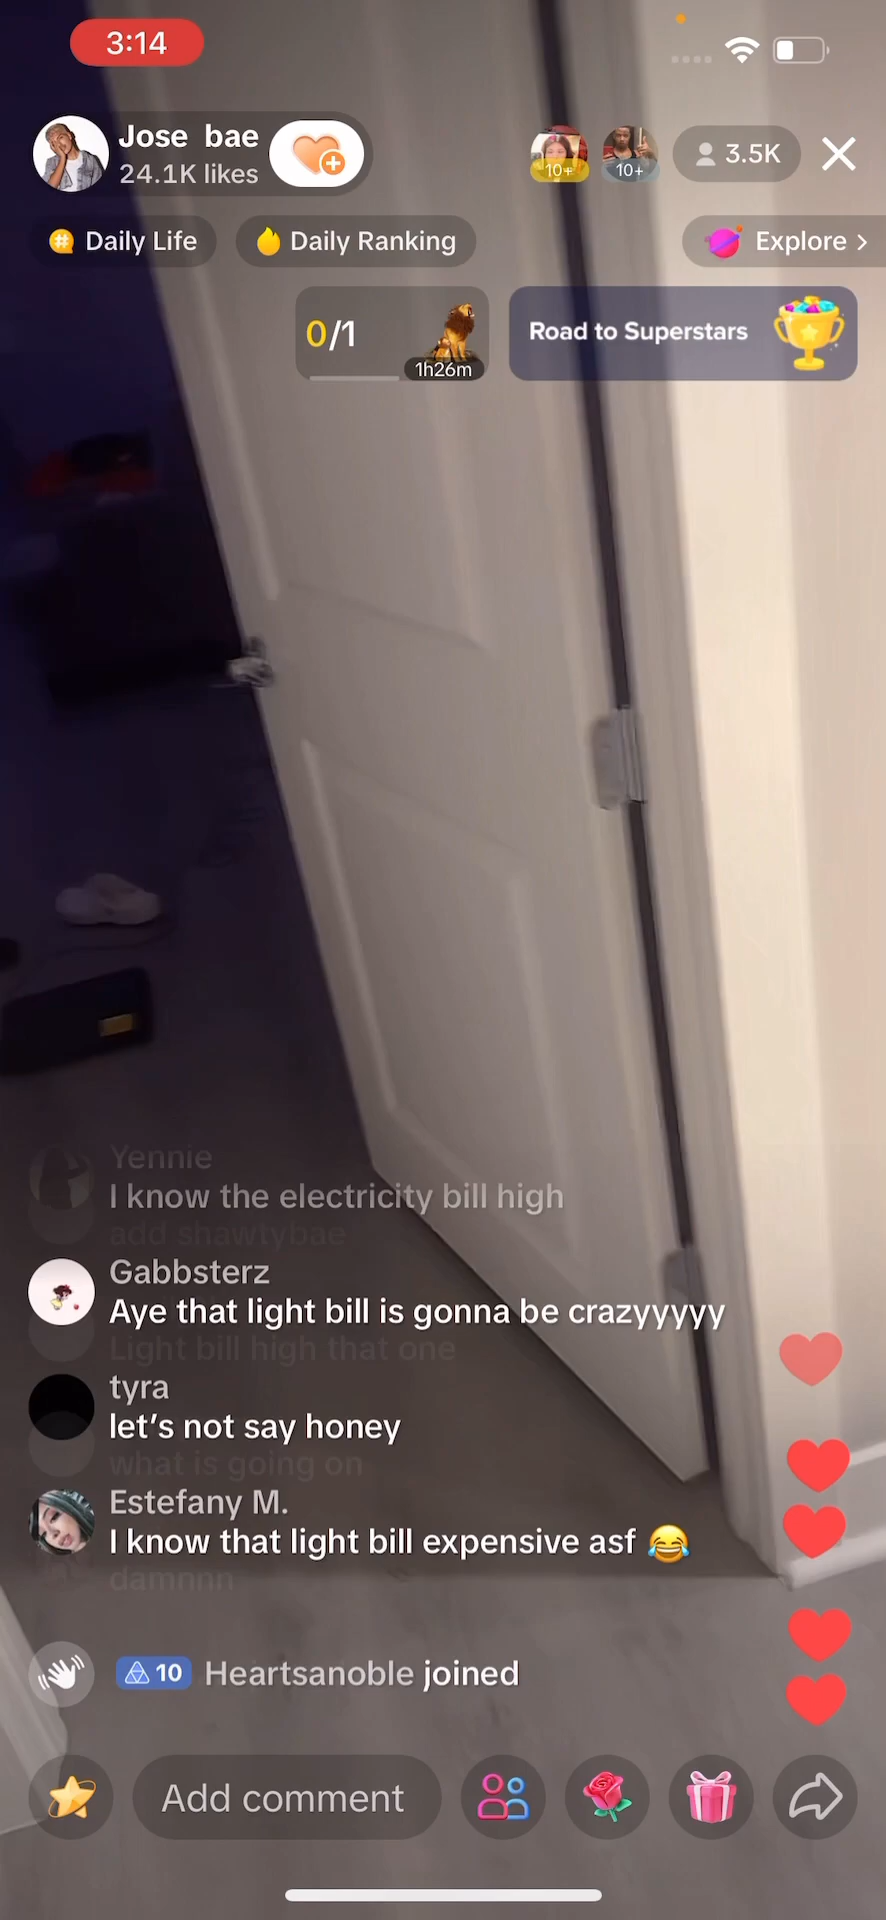 3:14
Jose bae
24.1K likes
10+
10+
3.5K
Daily Life
Daily Ranking
Explore >
0/1
1h26m
Road to Superstars
Yennie
I know the electricity bill high
add shawtybae
Gabbsterz
Aye that light bill is gonna be crazyyyyy
Light bill high that one
tyra
let's not say honey
what is going on
Estefany M.
I know that light bill expensive asf 😂
damnnn
10 Heartsanoble joined
Add comment